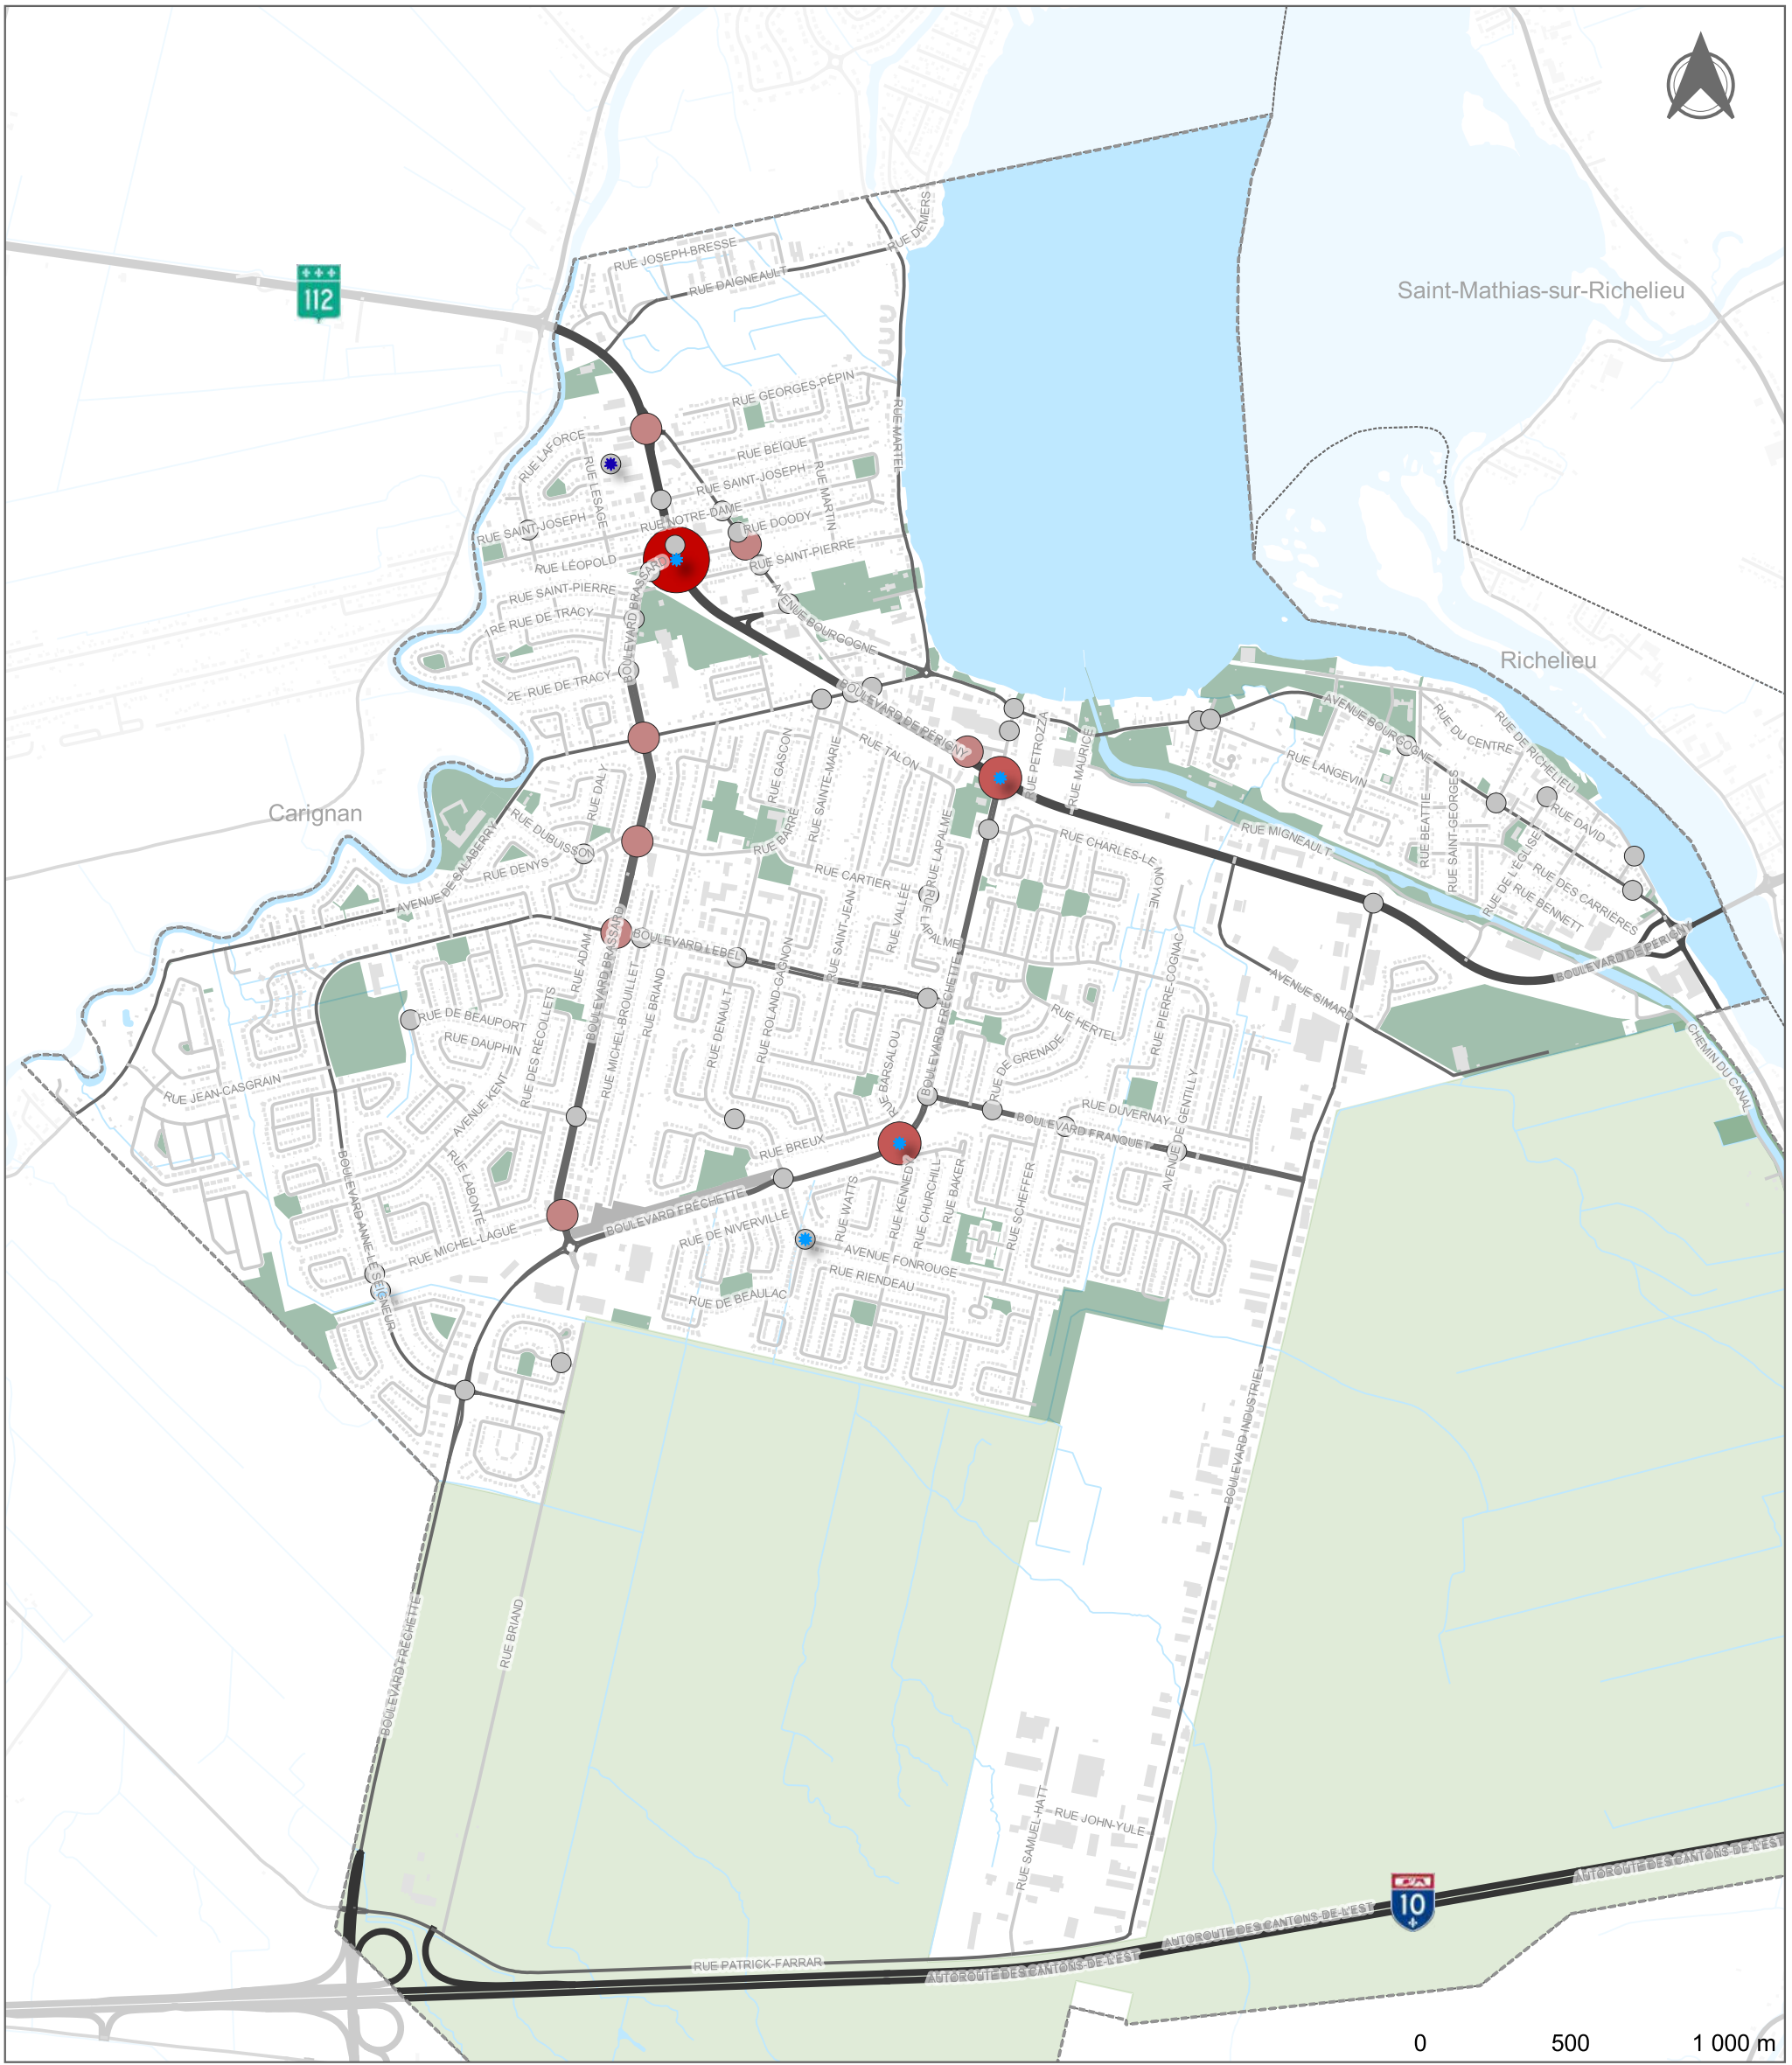 RUE DEMERS
RUE JOSEPH-BRESSE
RUE DAIGNEAULT
112
Saint-Mathias-sur-Richelieu
RUE GEORGES-PÉPIN
RUE MARTEL
RUE LAFORCE
RUE BÉIQUE
RUE LESAGE
RUE SAINT-JOSEPH
RUE MARTIN
RUE NOTRE-DAME
RUE DOODY
RUE SAINT-JOSEPH
RUE LÉOPOLD
RUE SAINT-PIERRE
RUE SAINT-PIERRE
1RE RUE DE TRACY
BOULEVARD BRASSARD
AVENUE BOURGOGNE
2E RUE DE TRACY
Richelieu
BOULEVARD DE PÉRIGNY
AVENUE BOURGOGNE
RUE DU CENTRE
RUE DE RICHELIEU
RUE PETROZZA
RUE MAURICE
RUE TALON
RUE GASCON
RUE SAINTE-MARIE
RUE LANGEVIN
Carignan
RUE DALY
RUE DUBUISSON
RUE BARRÉ
RUE LAPALME
RUE CHARLES-LE MOYNE
RUE MIGNEAULT
RUE BEATTIE
RUE SAINT-GEORGES
RUE DAVID
RUE DE L'ÉGLISE
RUE DENYS
RUE CARTIER
RUE DES CARRIÈRES
RUE BENNETT
AVENUE DE SALABERRY
RUE SAINT-JEAN
RUE VALLÉE
RUE LAPALME
BOULEVARD LEBEL
RUE ADAM
BOULEVARD BRASSARD
BOULEVARD DE PÉRIGNY
RUE PIERRE-COGNAC
AVENUE SIMARD
RUE BRIAND
RUE ROLAND-GAGNON
BOULEVARD FRÉCHETTE
RUE MICHEL-BROUILLET
RUE DENAULT
RUE DES RÉCOLLETS
RUE DE BEAUPORT
RUE DAUPHIN
RUE HERTEL
RUE DE GRENADE
RUE BARSALOU
CHEMIN DU CANAL
RUE JEAN-CASGRAIN
AVENUE KENT
RUE DUVERNAY
BOULEVARD FRANQUET
AVENUE DE GENTILLY
RUE BREUX
RUE LABONTÉ
BOULEVARD ANNE-LE SEIGNEUR
RUE KENNEDY
RUE CHURCHILL
RUE BAKER
RUE SCHEFFER
RUE WATTS
BOULEVARD FRÉCHETTE
RUE MICHEL-LAGUË
RUE DE NIVERVILLE
AVENUE FONROUGE
RUE RIENDEAU
RUE DE BEAULAC
BOULEVARD INDUSTRIEL
BOULEVARD FRÉCHETTE
RUE BRIAND
RUE SAMUEL-HATT
RUE JOHN-YULE
AUTOROUTE DES CANTONS-DE-L'EST
10
AUTOROUTE DES CANTONS-DE-L'EST
RUE PATRICK-FARRAR
AUTOROUTE DES CANTONS-DE-L'EST
0 500 1 000 m